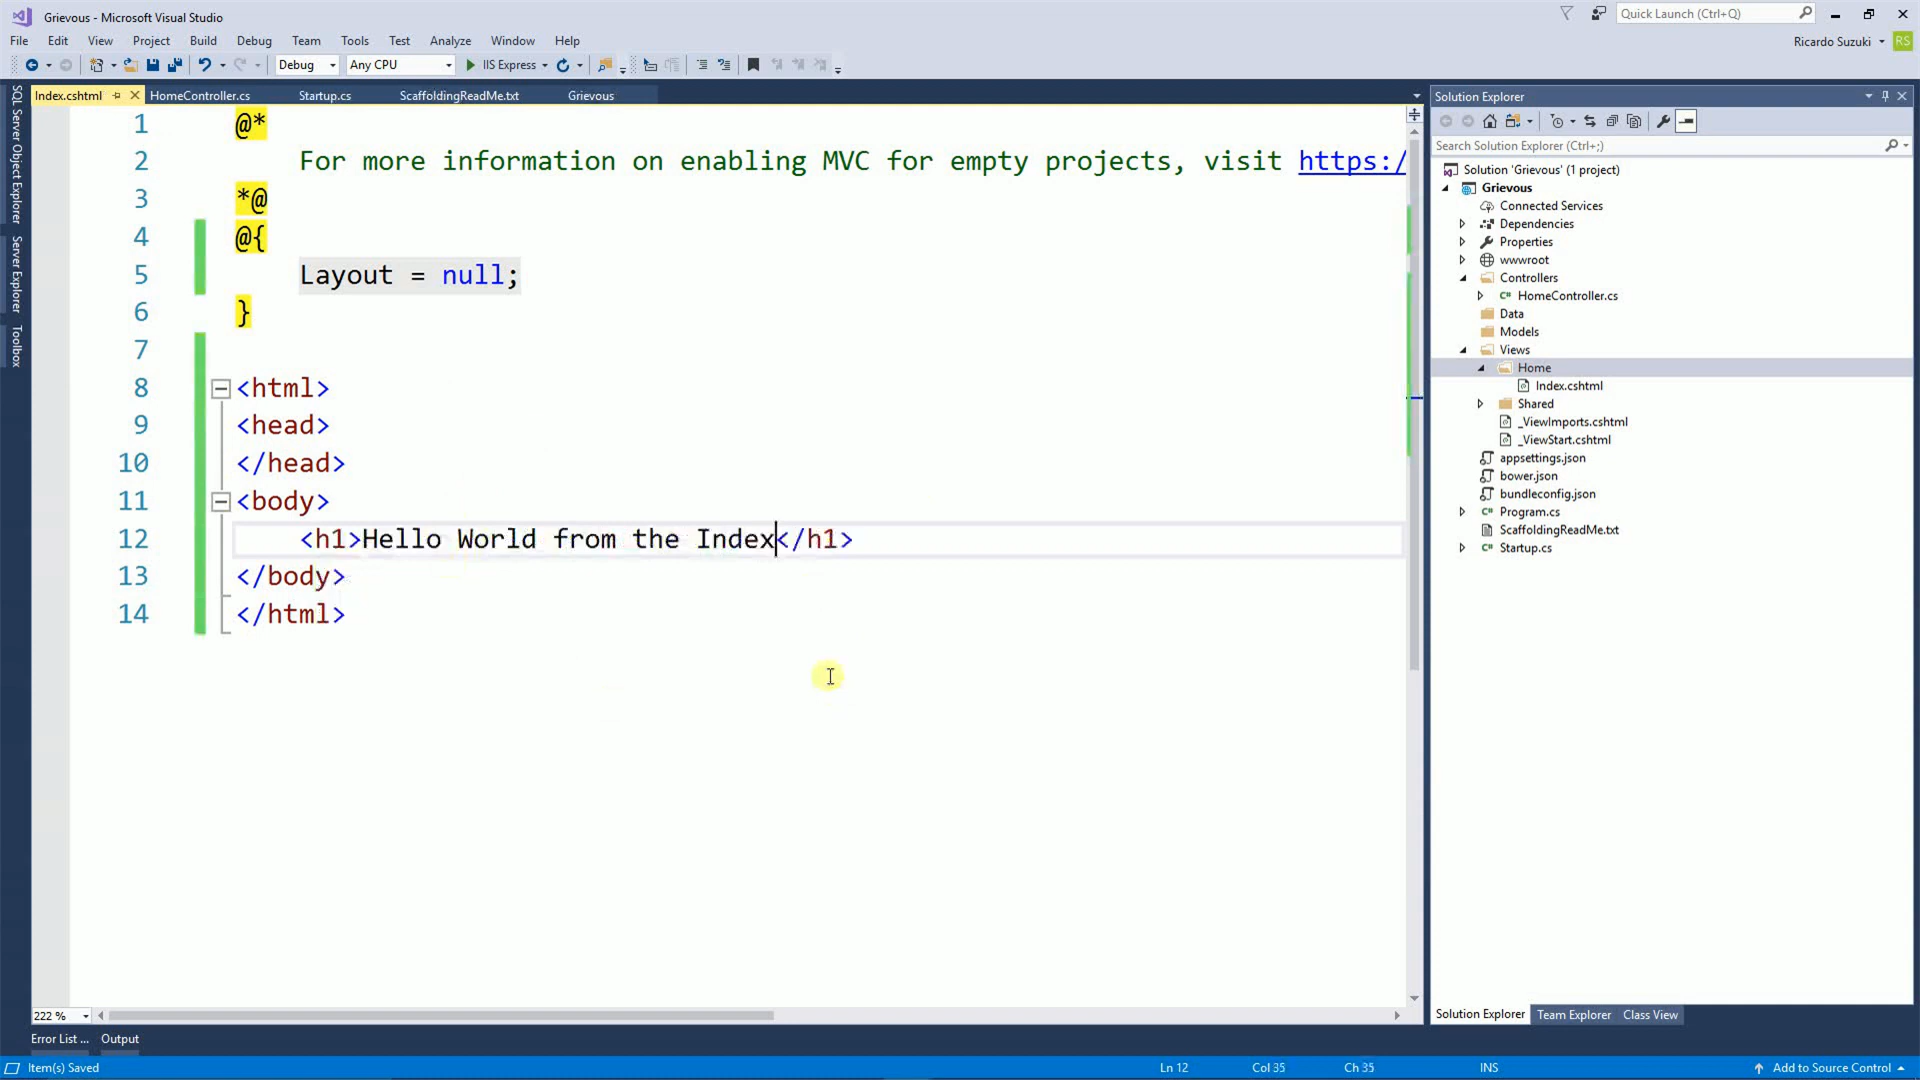 Grievous - Microsoft Visual Studio
Quick Launch (Ctrl+Q)
File Edit View Project Build Debug Team Tools Test Analyze Window Help
Ricardo Suzuki RS
Debug Any CPU IIS Express
Index.cshtml HomeController.cs Startup.cs ScaffoldingReadMe.txt Grievous
SQL Server Object Explorer
Server Explorer
Toolbox
1 @*
2 For more information on enabling MVC for empty projects, visit https:/
3 *@
4 @{
5 Layout = null;
6 }
7
8 <html>
9 <head>
10 </head>
11 <body>
12 <h1>Hello World from the Index</h1>
13 </body>
14 </html>
222 %
Solution Explorer
Search Solution Explorer (Ctrl+;)
Solution 'Grievous' (1 project)
Grievous
Connected Services
Dependencies
Properties
wwwroot
Controllers
C# HomeController.cs
Data
Models
Views
Home
Index.cshtml
Shared
_ViewImports.cshtml
_ViewStart.cshtml
appsettings.json
bower.json
bundleconfig.json
C# Program.cs
ScaffoldingReadMe.txt
C# Startup.cs
Solution Explorer Team Explorer Class View
Error List ... Output
Item(s) Saved Ln 12 Col 35 Ch 35 INS Add to Source Control